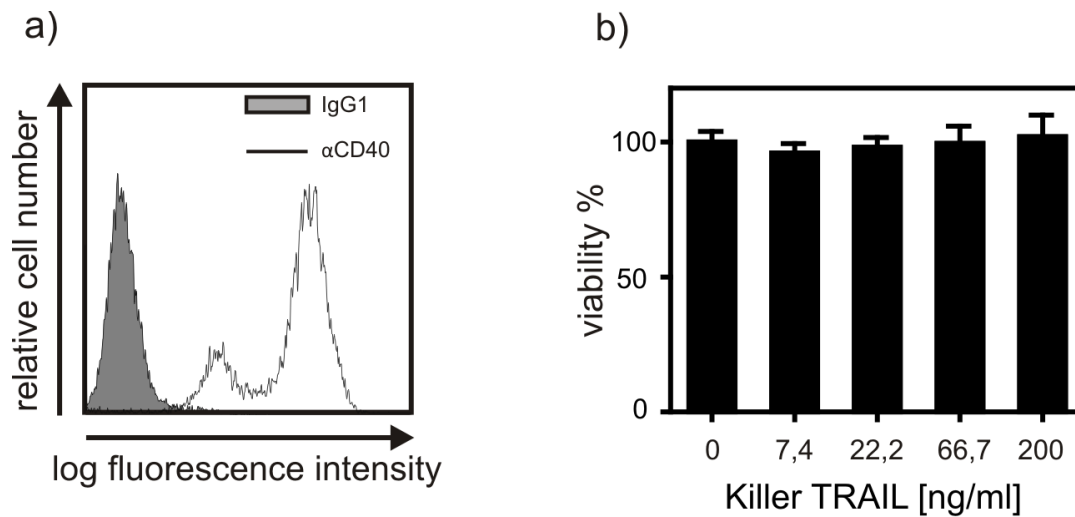 a)
relative cell number
IgG1
αCD40
log fluorescence intensity
b)
viability %
100
50
0
0 7,4 22,2 66,7 200
Killer TRAIL [ng/ml]